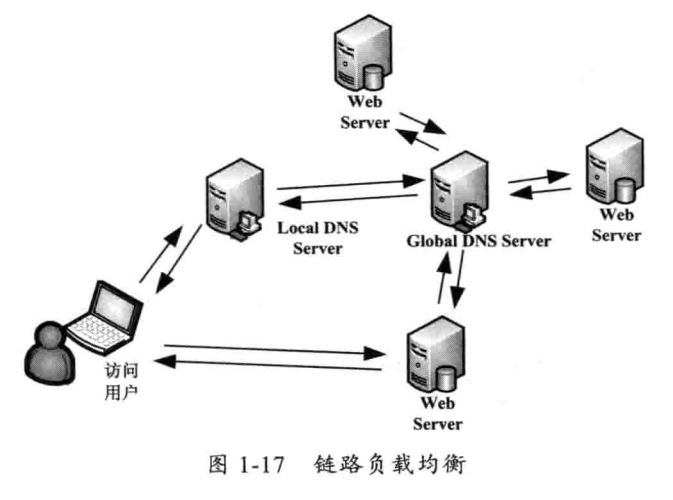 Web
Server
Local DNS
Server
Global DNS Server
Web
Server
访问
用户
Web
Server
图 1-17 链路负载均衡